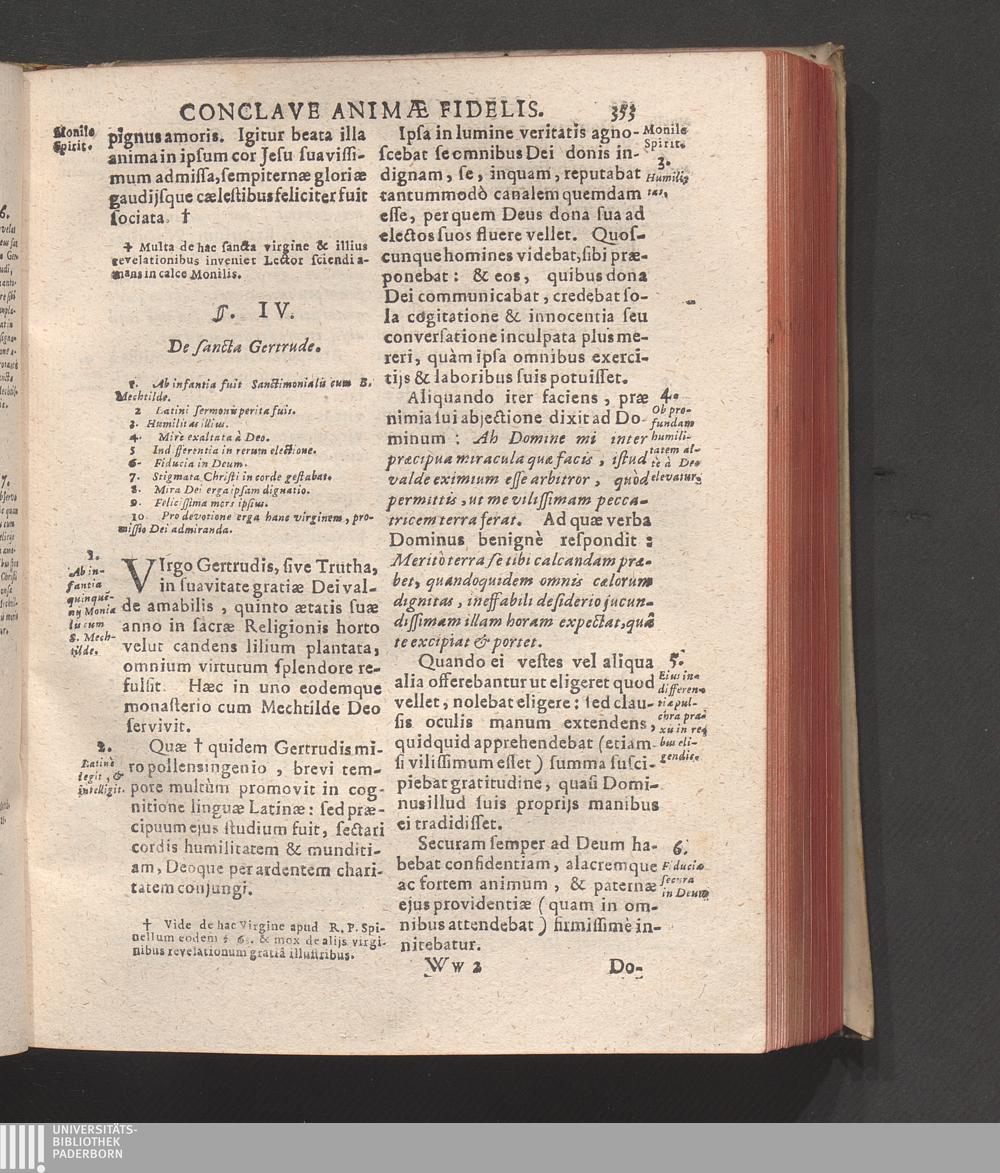 CONCLAVE ANIMÆ FIDELIS. 353
Monile
Spirit.
pignus amoris. Igitur beata illa
anima in ipsum cor Jesu suavissi-
mum admissa, sempiternæ gloriæ
gaudijsque cælestibus feliciter fuit
sociata. †
† Multa de hac sancta virgine & illius
revelationibus inveniet Lector sciendi a-
mans in calce Monilis.
§. IV.
De sancta Gertrude.
1. Ab infantia fuit Sanctimonialis cum B.
Mechtilde.
2 Latini sermonis perita fuit.
3. Humilitas illius.
4. Mirè exaltata à Deo.
5 Indifferentia in rerum electione.
6. Fiducia in Deum.
7. Stigmata Christi in corde gestabat.
8. Mira Dei erga ipsam dignatio.
9. Felicissima mors ipsius.
10. Pro devotione erga hanc virginem, pro-
missio Dei admiranda.
1.
Ab in-
fantia
quinque-
nij Monia
lis cum
S. Mech-
tilde.
VIrgo Gertrudis, sive Trutha,
in suavitate gratiæ Dei val-
de amabilis, quinto ætatis suæ
anno in sacræ Religionis horto
velut candens lilium plantata,
omnium virtutum splendore re-
fulsit. Hæc in uno eodemque
monasterio cum Mechtilde Deo
servivit.
2.
Latinè
legit, &
intelligit.
Quæ † quidem Gertrudis mi-
ro pollens ingenio, brevi tem-
pore multùm promovit in cog-
nitione linguæ Latinæ: sed præ-
cipuum ejus studium fuit, sectari
cordis humilitatem & munditi-
am, Deoque per ardentem chari-
tatem conjungi.
† Vide de hac Virgine apud R. P. Spi-
nellum eodem § 6. & mox de alijs virgi-
nibus revelationum gratiâ illustribus.
Ipsa in lumine veritatis agno-
scebat se omnibus Dei donis in-
dignam, se, inquam, reputabat
tantummodò canalem quemdam
esse, per quem Deus dona sua ad
electos suos fluere vellet. Quos-
cunque homines videbat, sibi præ-
ponebat: & eos, quibus dona
Dei communicabat, credebat so-
la cogitatione & innocentia seu
conversatione inculpata plus me-
reri, quàm ipsa omnibus exerci-
tijs & laboribus suis potuisset.
Monile
Spirit.
3.
Humili-
tas.
Aliquando iter faciens, præ
nimia sui abjectione dixit ad Do-
minum: Ah Domine mi inter
præcipua miracula quæ facis, istud
valde eximium esse arbitror, quòd
permittis, ut me vilissimam pecca-
tricem terra ferat. Ad quæ verba
Dominus benignè respondit:
Meritò terra se tibi calcandam præ-
bet, quandoquidem omnis cælorum
dignitas, ineffabili desiderio jucun-
dissimam illam horam expectat, quâ
te excipiat & portet.
4.
Ob pro-
fundam
humili-
tatem al-
tè à Deo
elevatur.
Quando ei vestes vel aliqua
alia offerebantur ut eligeret quod
vellet, nolebat eligere: sed clau-
sis oculis manum extendens,
quidquid apprehendebat (etiam
si vilissimum esset) summa susci-
piebat gratitudine, quasi Domi-
nus illud suis proprijs manibus
ei tradidisset.
5.
Ejus in-
differen-
tiæ pul-
chra pra-
xis in re-
bus eli-
gendis.
Securam semper ad Deum ha-
bebat confidentiam, alacremque
ac fortem animum, & paternæ
ejus providentiæ (quam in om-
nibus attendebat) firmissimè in-
nitebatur.
6.
Fiducia
secura
in Deum
Ww 2 Do-
UNIVERSITÄTS-
BIBLIOTHEK
PADERBORN